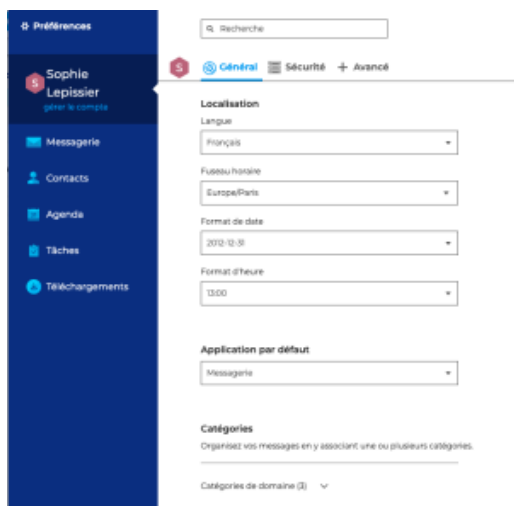 Préférences
Recherche
Sophie
Lepissier
gérer le compte
Messagerie
Contacts
Agenda
Tâches
Téléchargements
S
Général
Sécurité
+ Avancé
Localisation
Langue
Français
Fuseau horaire
Europe/Paris
Format de date
2012-12-31
Format d'heure
13:00
Application par défaut
Messagerie
Catégories
Organisez vos messages en y associant une ou plusieurs catégories.
Catégories de domaine (3)